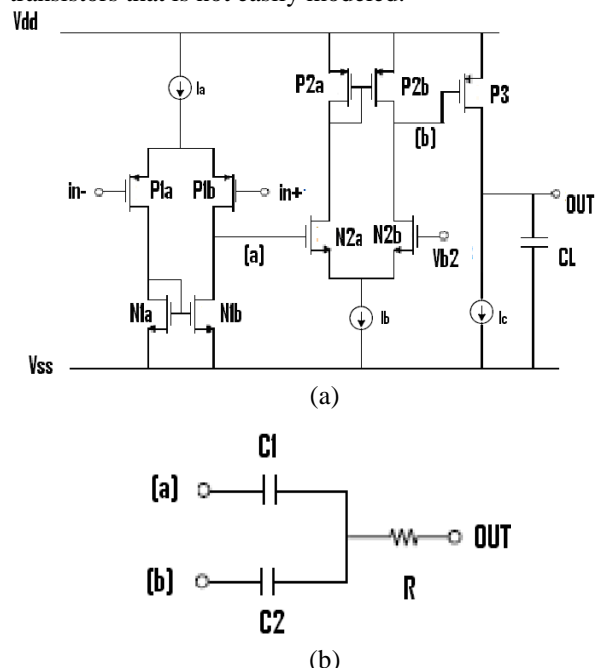 transistors that is not easily modeled.
Vdd
Ia
P2a P2b P3
(b)
in- P1a P1b in+
OUT
(a) N2a N2b Vb2 CL
N1a N1b Ib Ic
Vss
(a)
C1
(a)
OUT
(b) R
C2
(b)